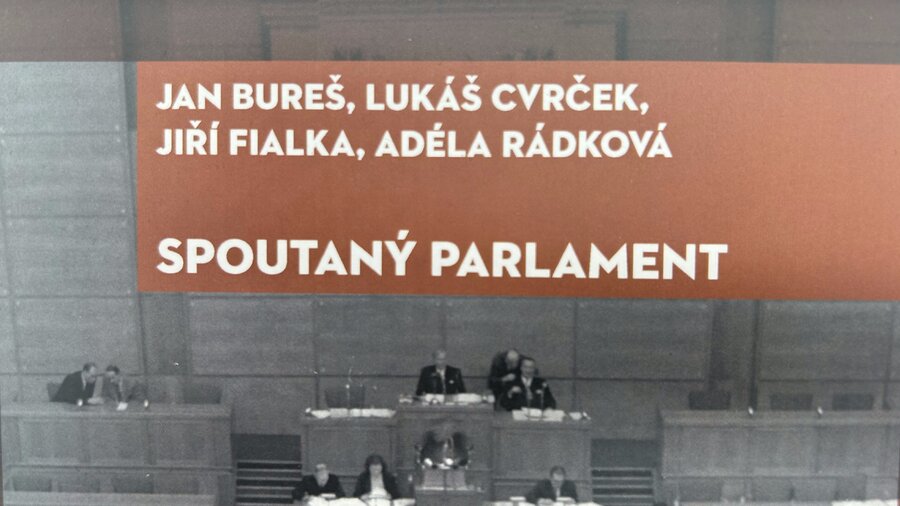 JAN BUREŠ, LUKÁŠ CVRČEK,
JIŘÍ FIALKA, ADÉLA RÁDKOVÁ
SPOUTANÝ PARLAMENT